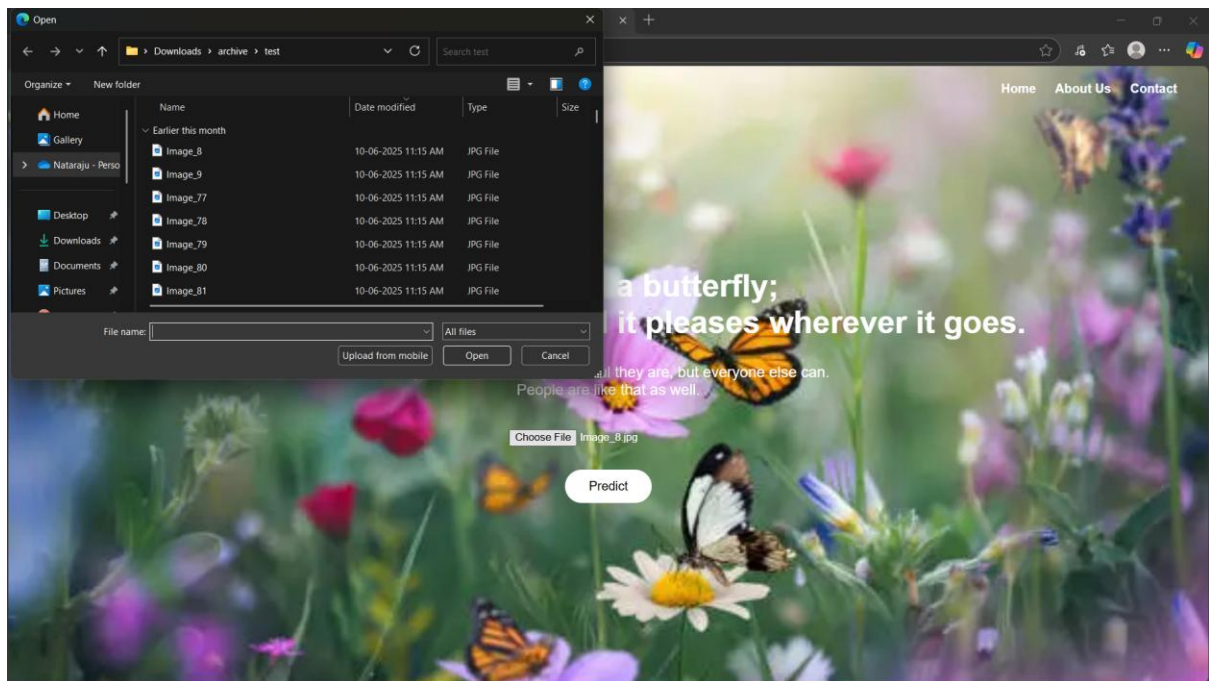 Open
Downloads > archive > test
Search test
Organize
New folder
Name
Date modified
Type
Size
Home
Gallery
Nataraju - Perso
Desktop
Downloads
Documents
Pictures
Earlier this month
Image_8 10-06-2025 11:15 AM JPG File
Image_9 10-06-2025 11:15 AM JPG File
Image_77 10-06-2025 11:15 AM JPG File
Image_78 10-06-2025 11:15 AM JPG File
Image_79 10-06-2025 11:15 AM JPG File
Image_80 10-06-2025 11:15 AM JPG File
Image_81 10-06-2025 11:15 AM JPG File
File name:
All files
Upload from mobile
Open
Cancel
Home About Us Contact
a butterfly;
it pleases wherever it goes.
they are, but everyone else can.
People are like that as well.
Choose File Image_8.jpg
Predict